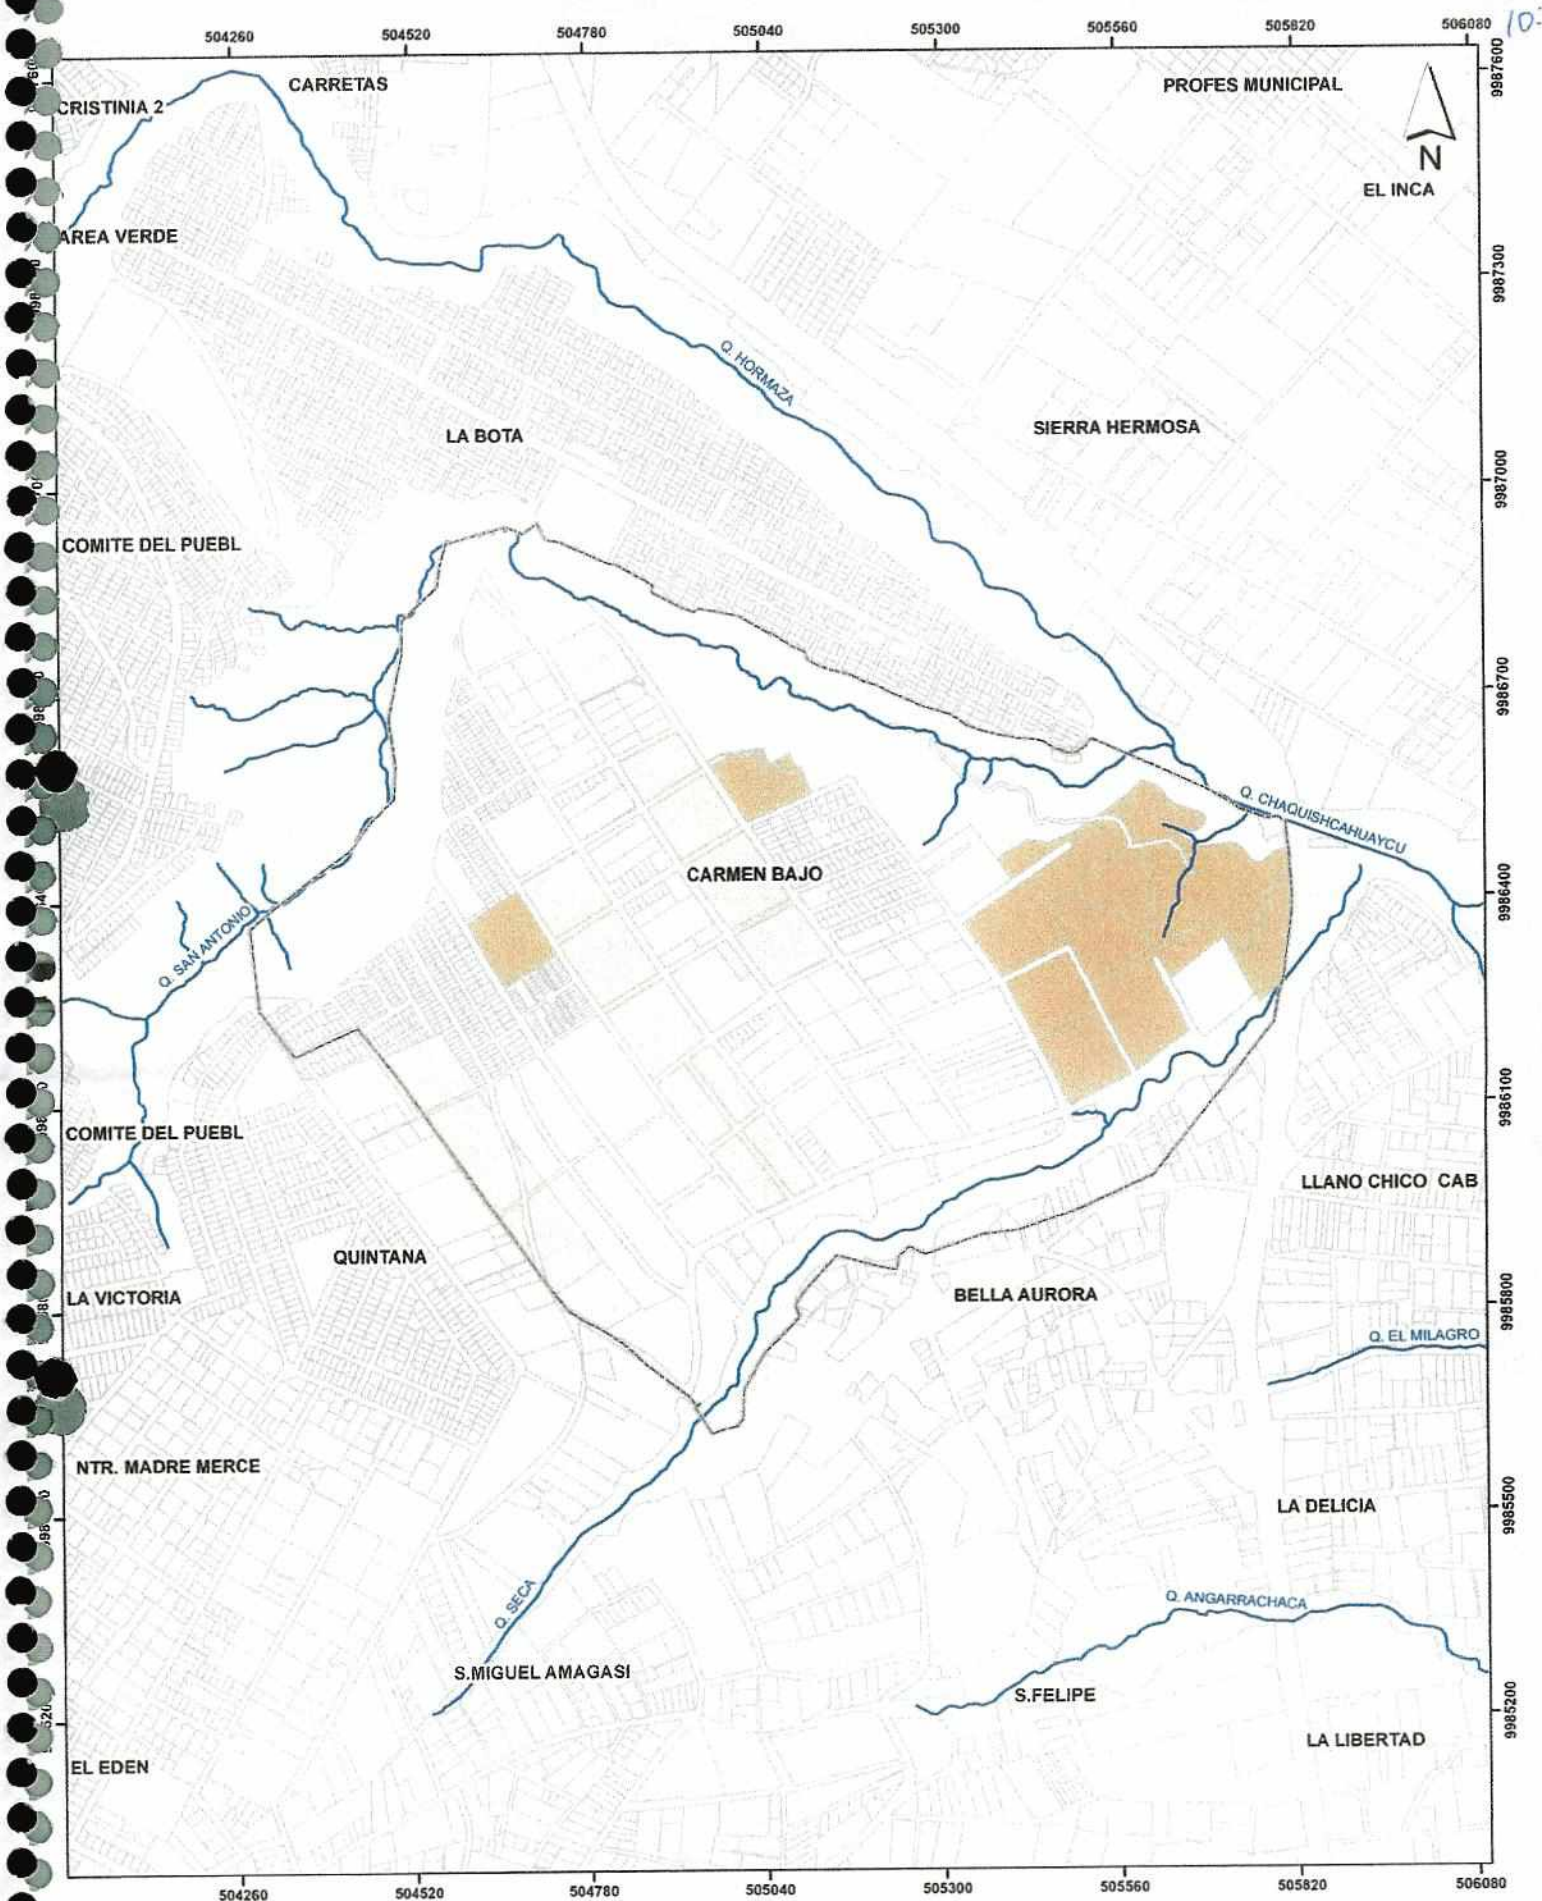 10-
504260 504520 504780 505040 505300 505560 505820 506080
9987600
CARRETAS
PROFES MUNICIPAL
CRISTINIA 2
N
EL INCA
AREA VERDE
9987300
Q. HORMAZA
SIERRA HERMOSA
LA BOTA
9987000
COMITE DEL PUEBL
9986700
Q. CHAQUISHCAHUAYCU
CARMEN BAJO
9986400
Q. SAN ANTONIO
9986100
COMITE DEL PUEBL
LLANO CHICO CAB
QUINTANA
LA VICTORIA
BELLA AURORA
9985800
Q. EL MILAGRO
NTR. MADRE MERCE
9985500
LA DELICIA
Q. SECA
Q. ANGARRACHACA
S.MIGUEL AMAGASI
S.FELIPE
9985200
LA LIBERTAD
EL EDEN
504260 504520 504780 505040 505300 505560 505820 506080